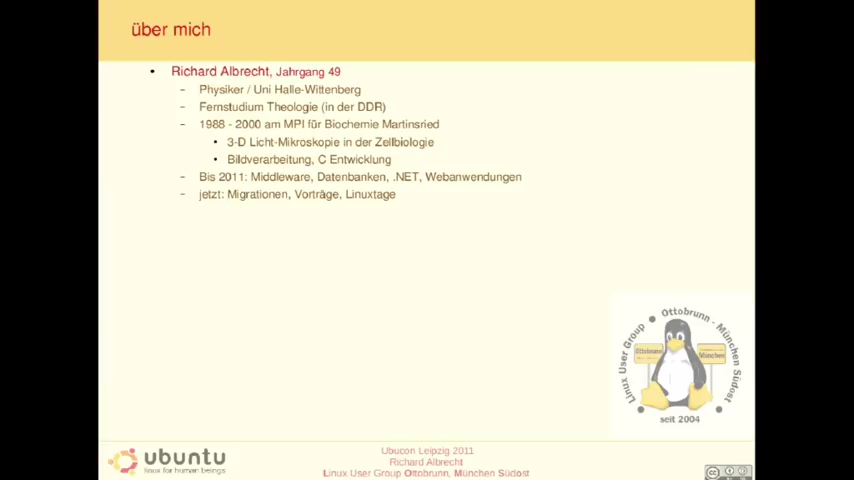 über mich
• Richard Albrecht, Jahrgang 49
– Physiker / Uni Halle-Wittenberg
– Fernstudium Theologie (in der DDR)
– 1988 - 2000 am MPI für Biochemie Martinsried
• 3-D Licht-Mikroskopie in der Zellbiologie
• Bildverarbeitung, C Entwicklung
– Bis 2011: Middleware, Datenbanken, .NET, Webanwendungen
– jetzt: Migrationen, Vorträge, Linuxtage
Linux User Group • Ottobrunn - München Südost •
Ottobrunn
München
seit 2004
ubuntu
linux for human beings
Ubucon Leipzig 2011
Richard Albrecht
Linux User Group Ottobrunn, München Südost
cc